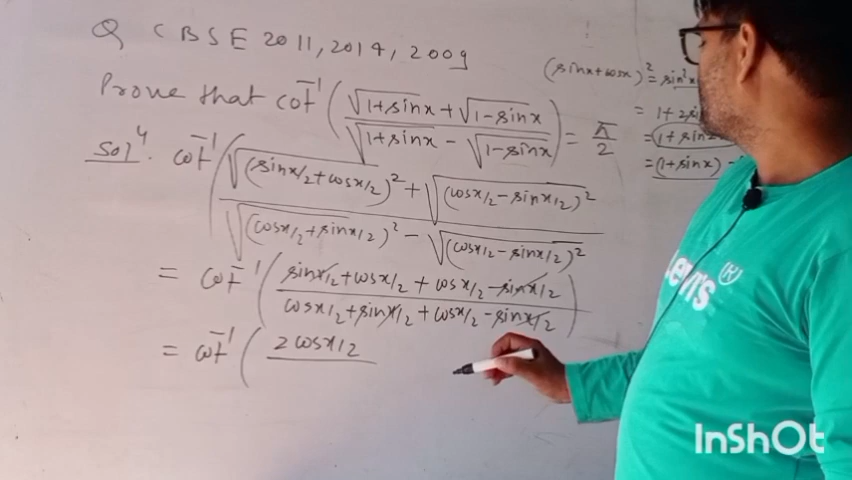 Q CBSE 2011, 2014, 2009
Prove that cot⁻¹ ( (√(1+sinx) + √(1-sinx)) / (√(1+sinx) - √(1-sinx)) ) = π/2
(sinx+cosx)² = sin²x
= 1+2si
= (1+sin2
= (1+sinx) -
Solⁿ. cot⁻¹ ( (√(sinx/2+cosx/2)² + √(cosx/2-sinx/2)²) / (√(cosx/2+sinx/2)² - √(cosx/2-sinx/2)²)
= cot⁻¹ ( (sinx/2+cosx/2+cosx/2-sinx/2) / (cosx/2+sinx/2+cosx/2-sinx/2) )
= cot⁻¹ ( 2cosx/2
Levi's ®
InShOt